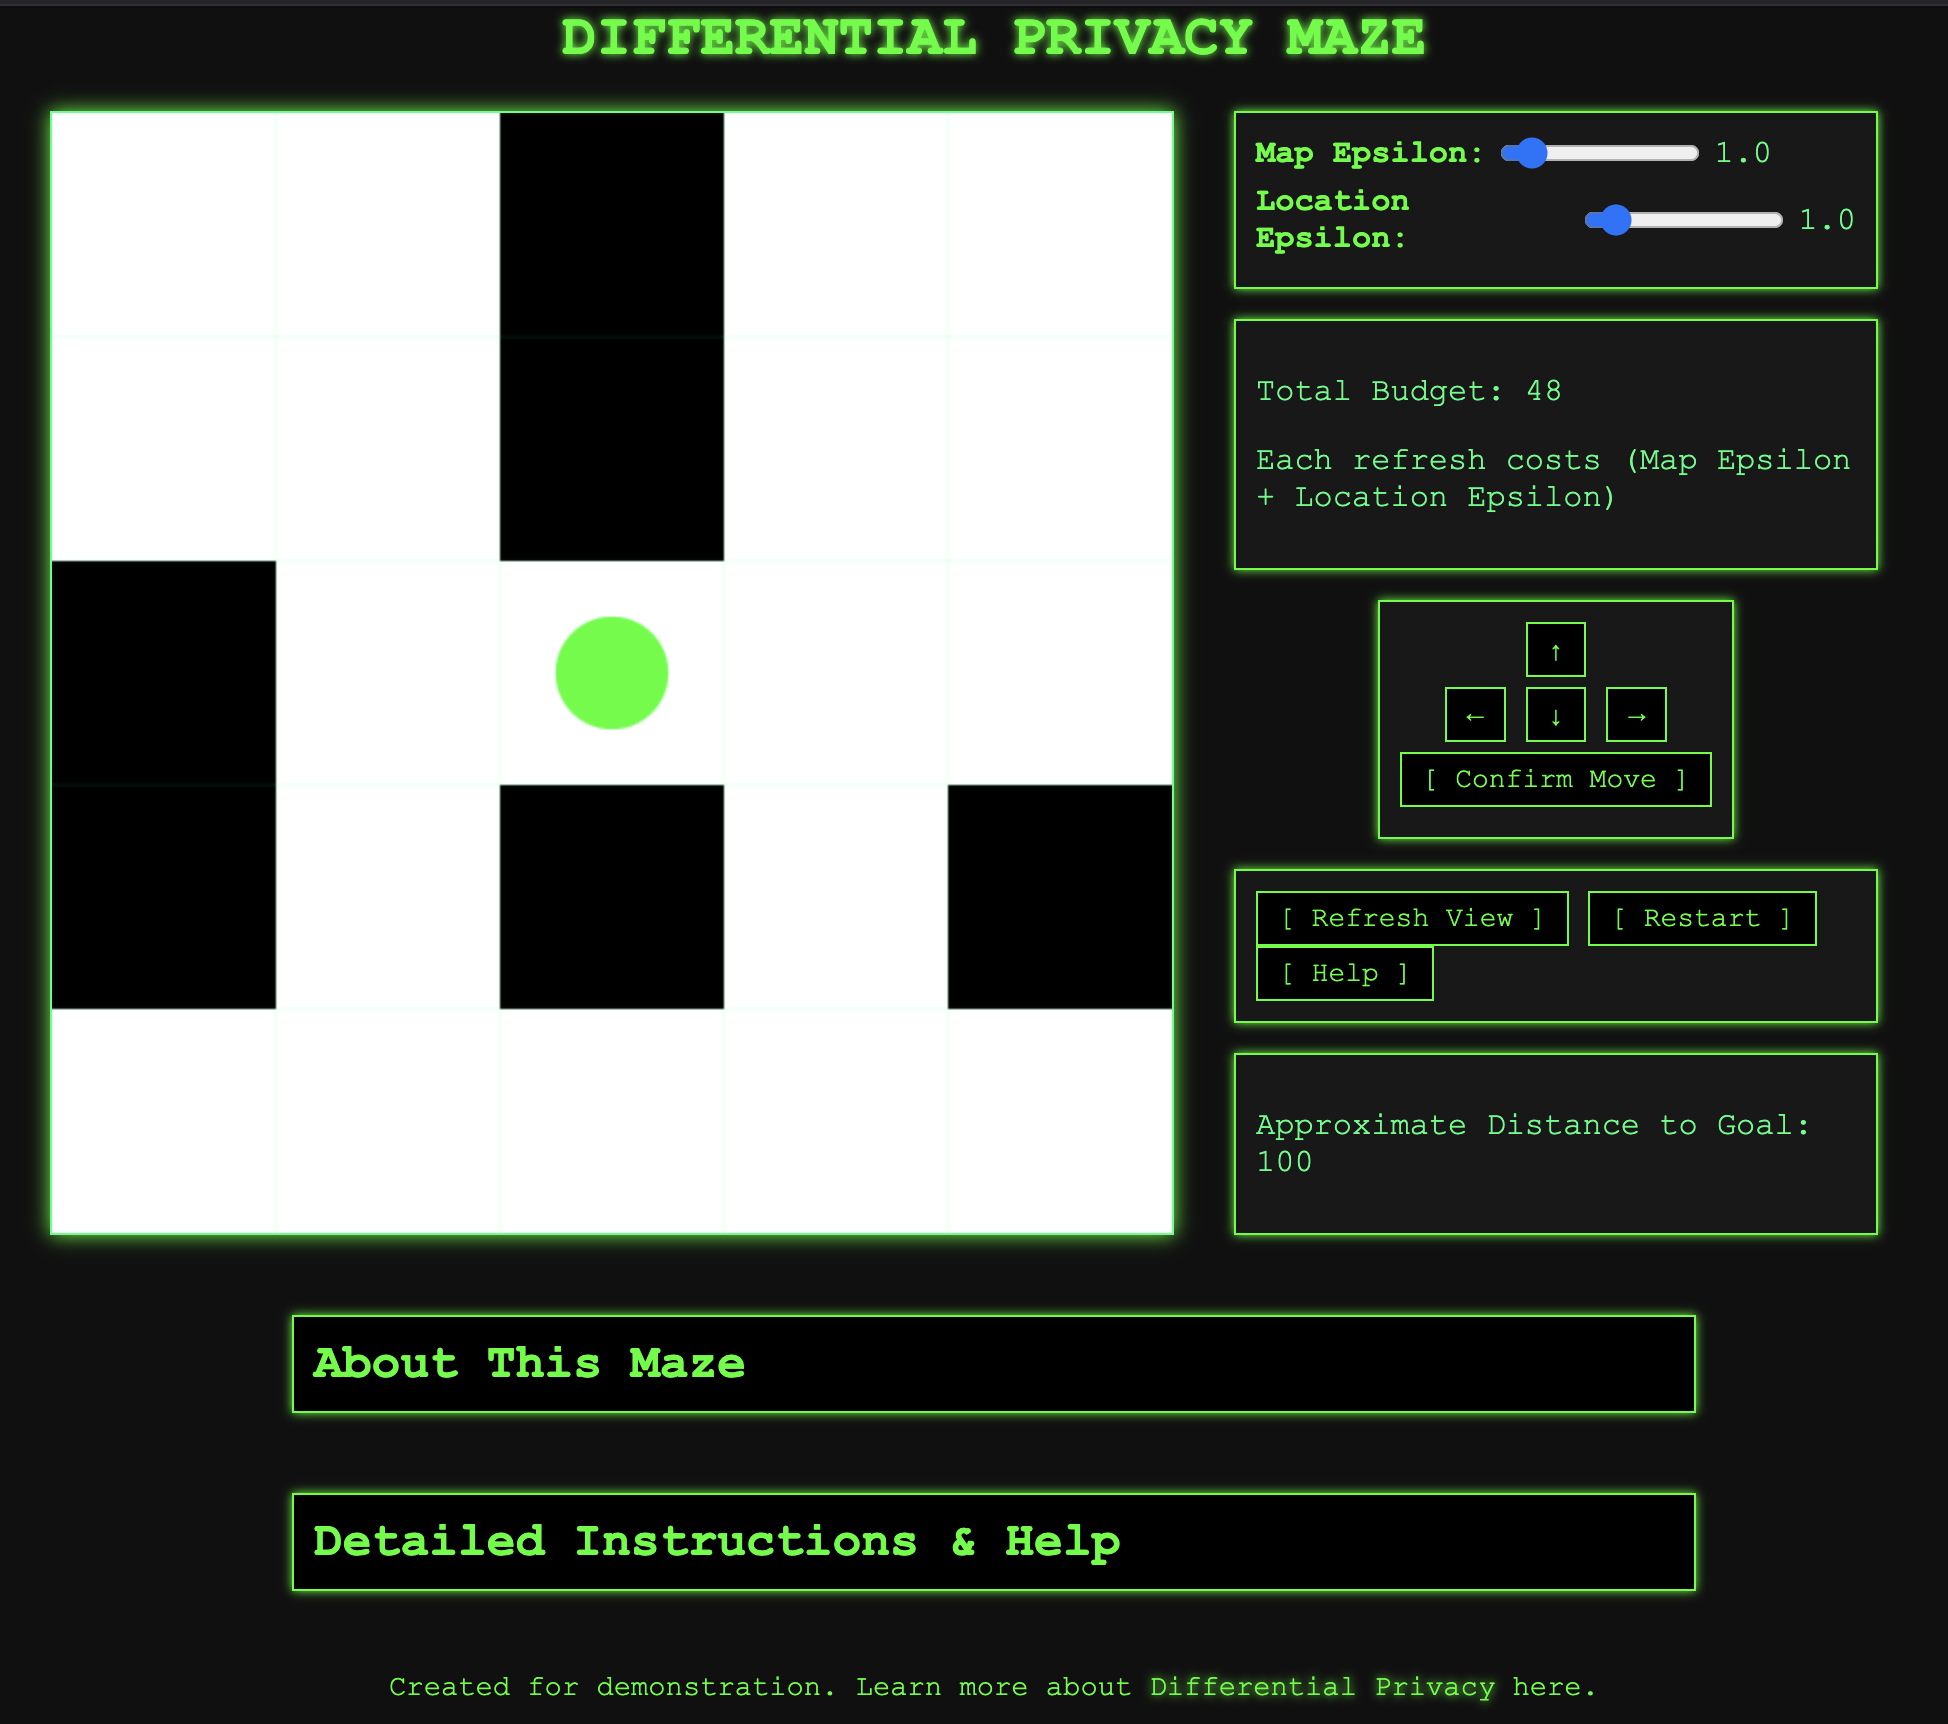 DIFFERENTIAL PRIVACY MAZE
Map Epsilon: 1.0
Location
Epsilon: 1.0
Total Budget: 48
Each refresh costs (Map Epsilon
+ Location Epsilon)
↑
← ↓ →
[ Confirm Move ]
[ Refresh View ] [ Restart ]
[ Help ]
Approximate Distance to Goal:
100
About This Maze
Detailed Instructions & Help
Created for demonstration. Learn more about Differential Privacy here.